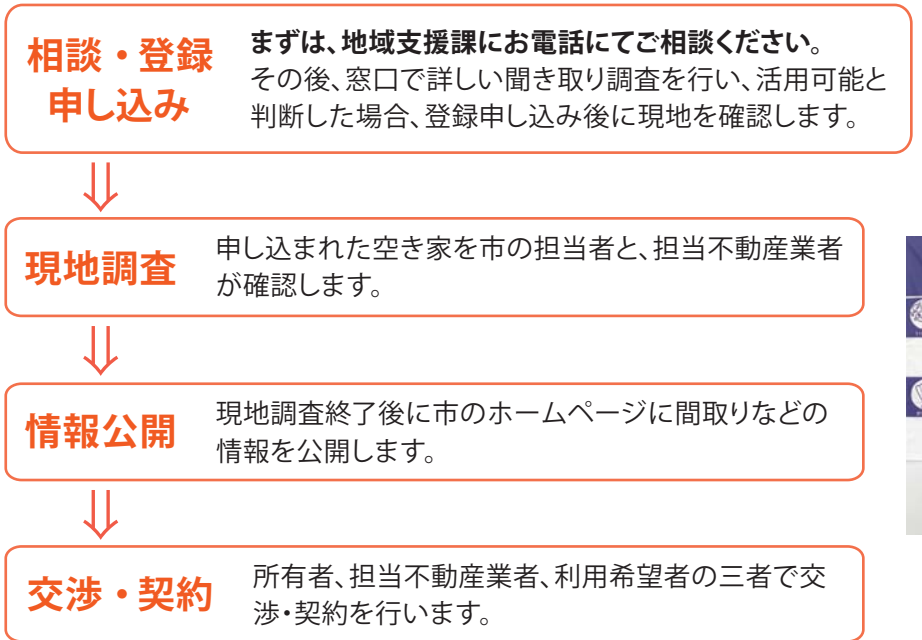 相談・登録
申し込み
まずは、地域支援課にお電話にてご相談ください。
その後、窓口で詳しい聞き取り調査を行い、活用可能と
判断した場合、登録申し込み後に現地を確認します。
⇓
現地調査
申し込まれた空き家を市の担当者と、担当不動産業者
が確認します。
⇓
情報公開
現地調査終了後に市のホームページに間取りなどの
情報を公開します。
⇓
交渉・契約
所有者、担当不動産業者、利用希望者の三者で交
渉・契約を行います。